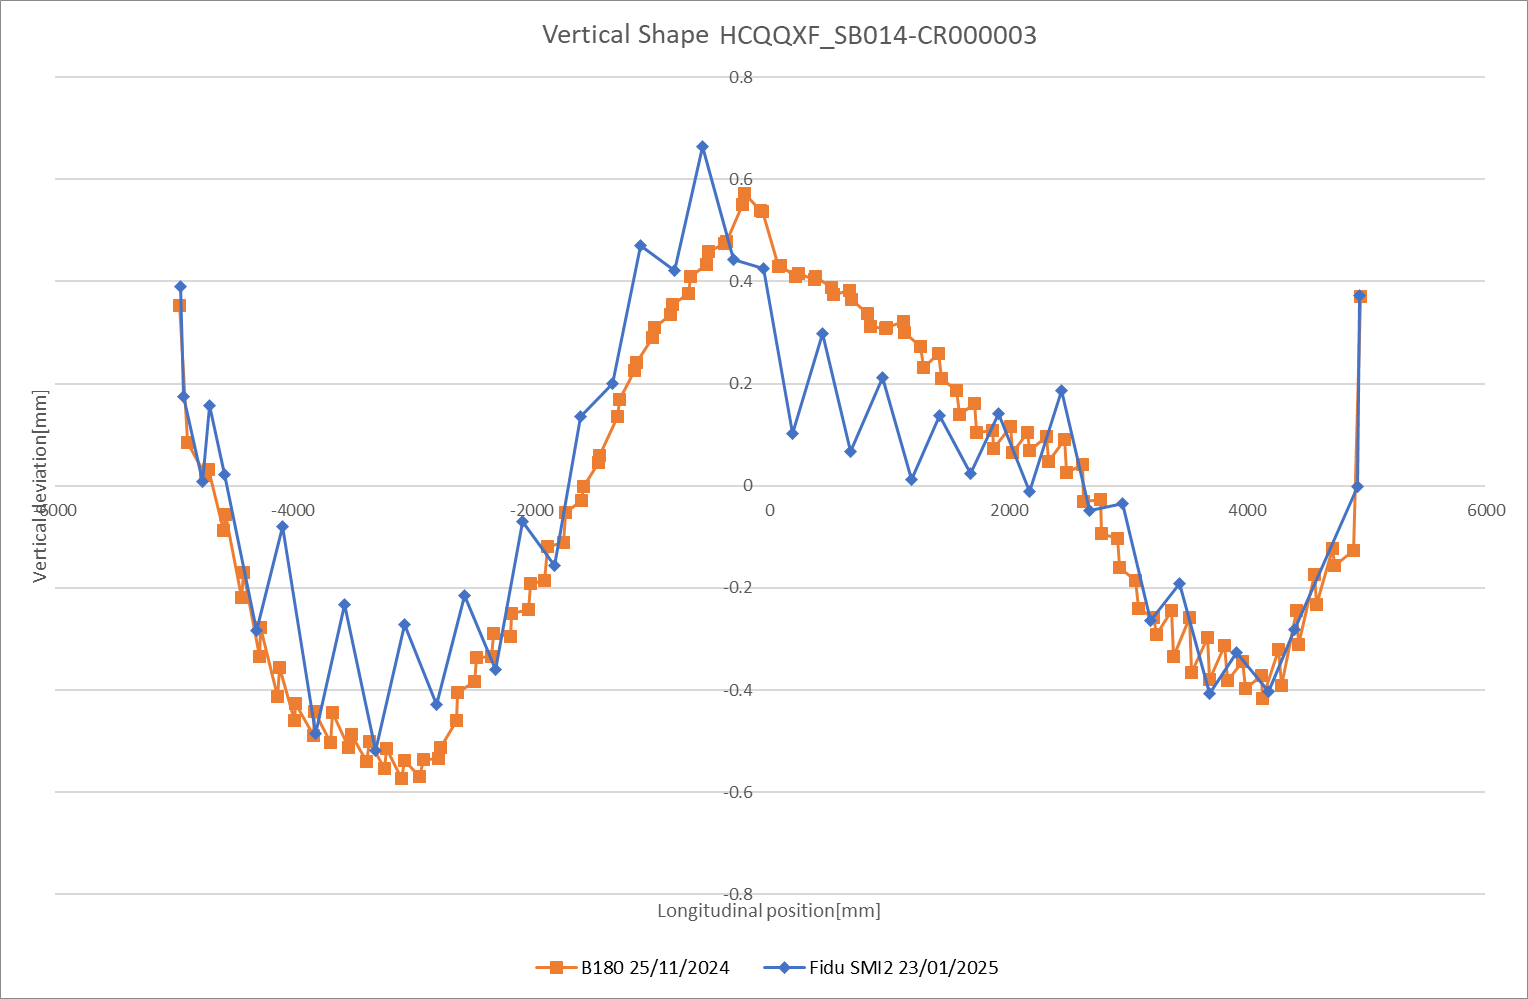 Vertical Shape HCQQXF_SB014-CR000003
0.8
0.6
0.4
0.2
0
-6000 -4000 -2000 0 2000 4000 6000
-0.2
-0.4
-0.6
-0.8
Vertical deviation[mm]
Longitudinal position[mm]
B180 25/11/2024 Fidu SMI2 23/01/2025